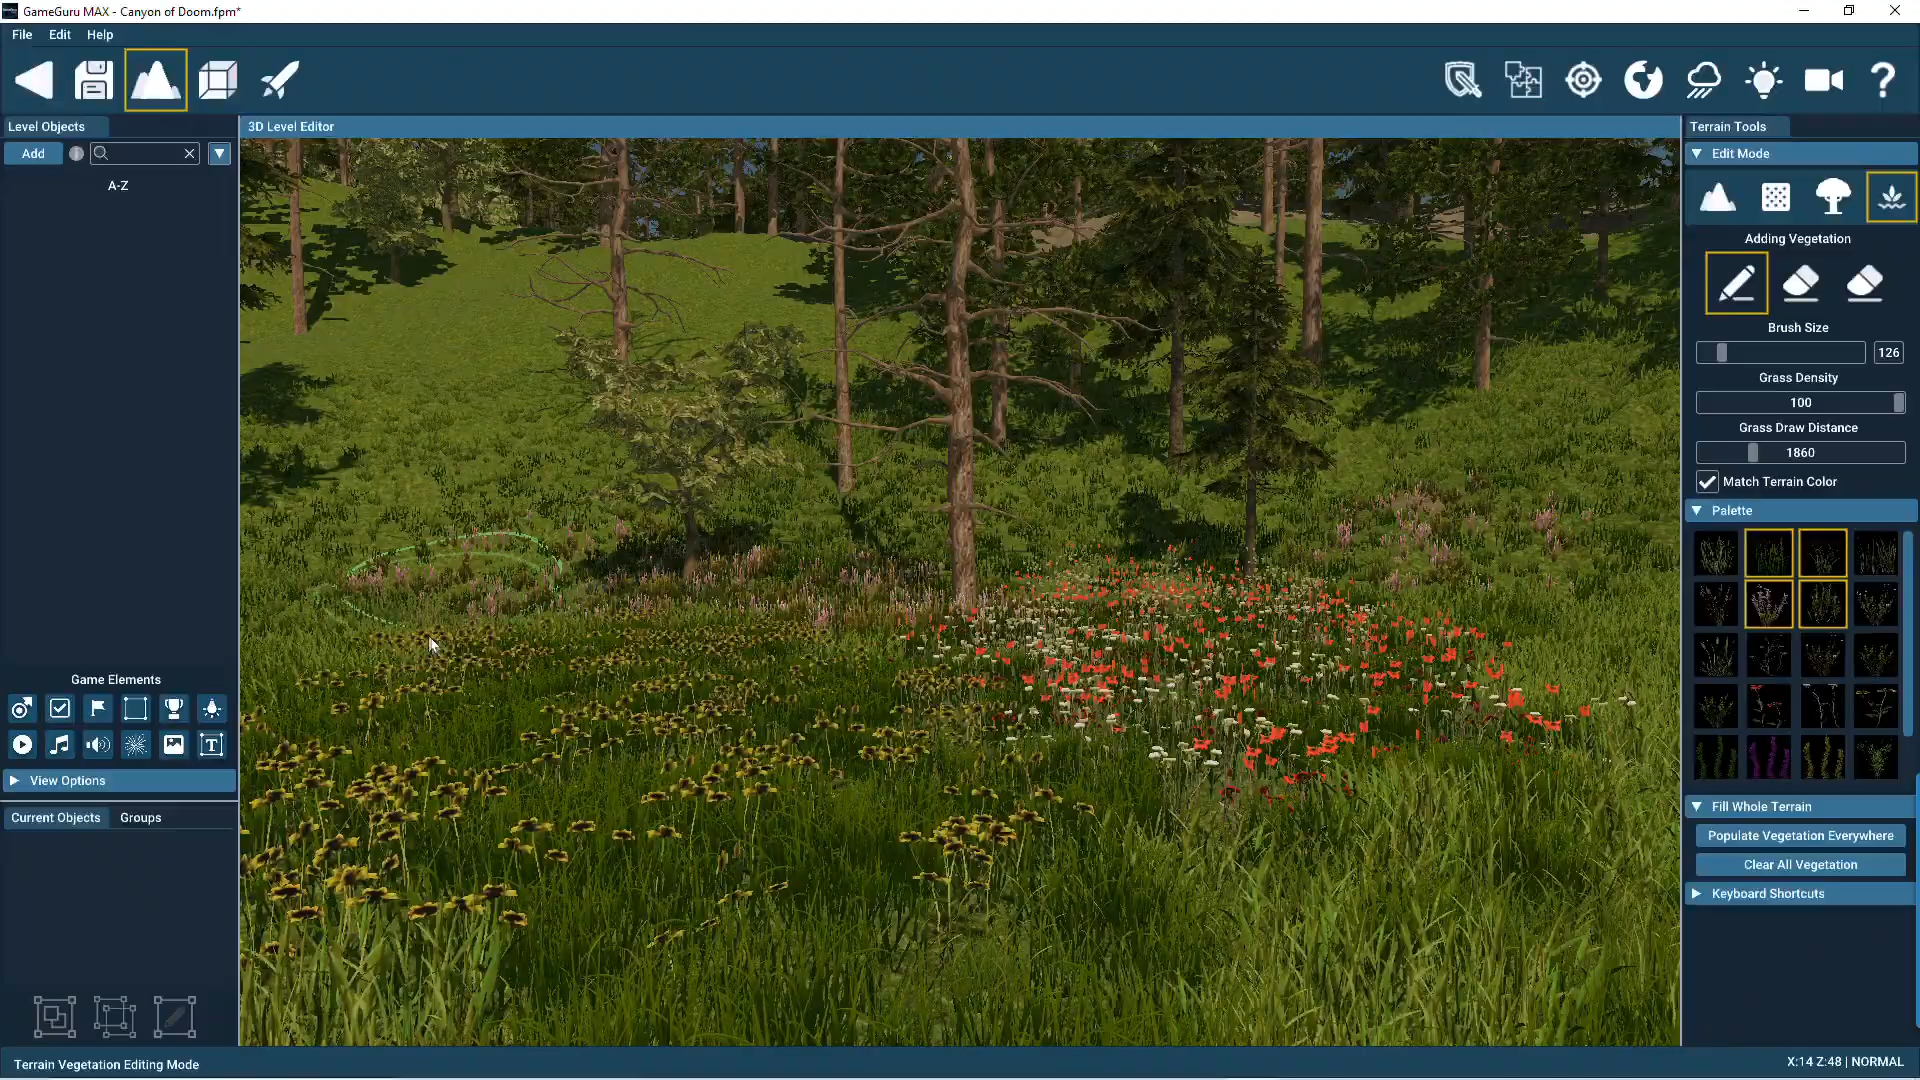 GameGuru MAX - Canyon of Doom.fpm*
File Edit Help
Level Objects
3D Level Editor
Terrain Tools
Add
Edit Mode
A-Z
Adding Vegetation
Brush Size
126
Grass Density
100
Grass Draw Distance
1860
Match Terrain Color
Palette
Game Elements
T
View Options
Fill Whole Terrain
Current Objects Groups
Populate Vegetation Everywhere
Clear All Vegetation
Keyboard Shortcuts
Terrain Vegetation Editing Mode
X:14 Z:48 | NORMAL